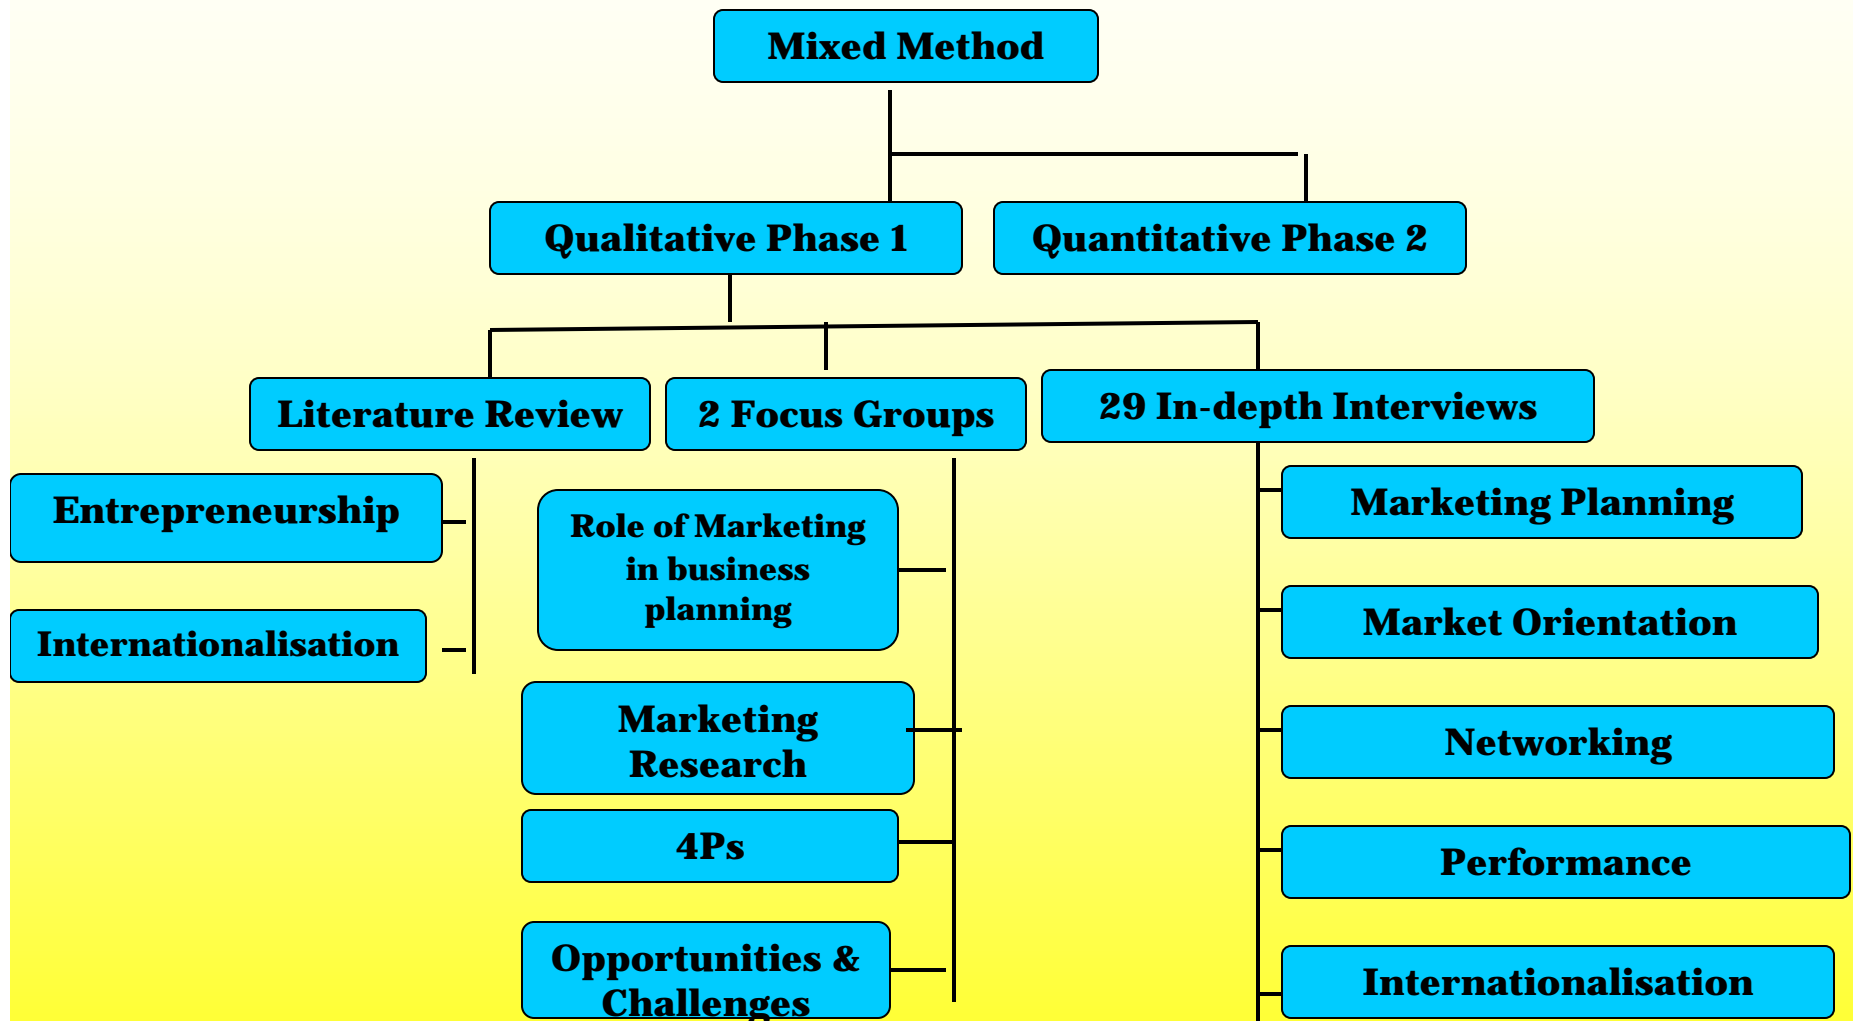 Mixed Method
Qualitative Phase 1
Quantitative Phase 2
Literature Review
2 Focus Groups
29 In-depth Interviews
Entrepreneurship
Internationalisation
Role of Marketing
in business
planning
Marketing
Research
4Ps
Opportunities &
Challenges
Marketing Planning
Market Orientation
Networking
Performance
Internationalisation